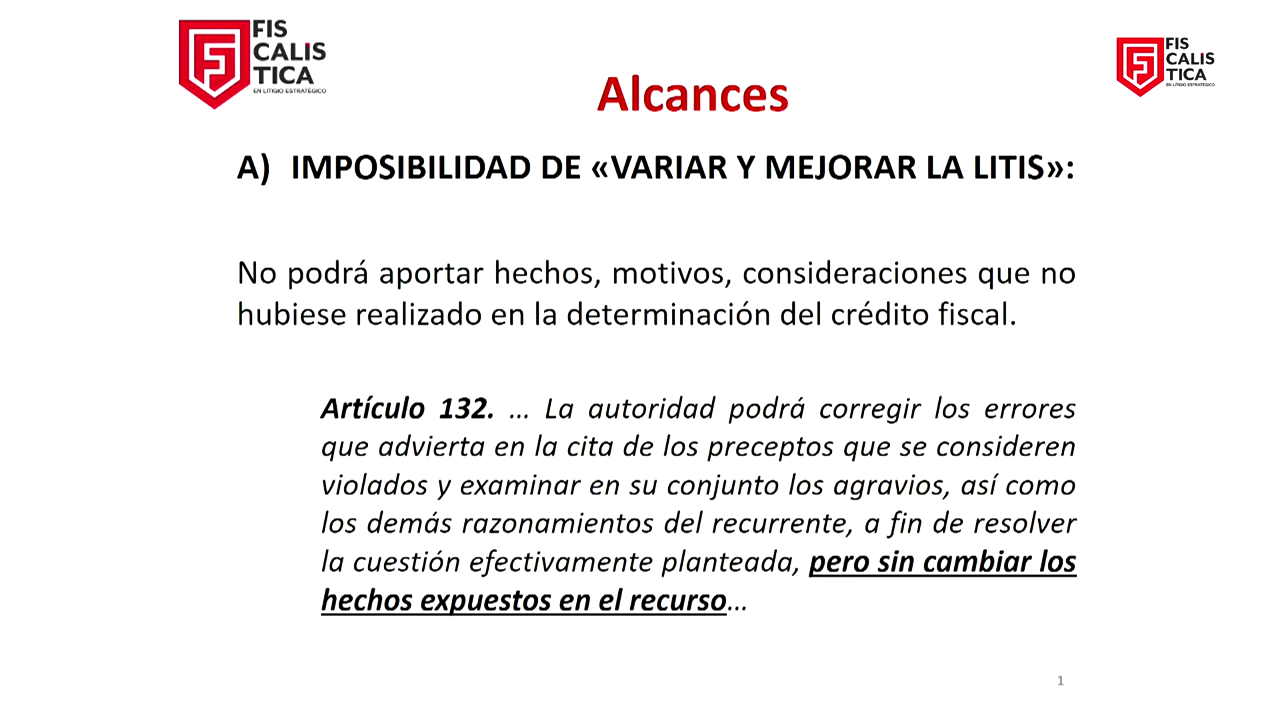 FIS
CALIS
TICA
EN LITIGIO ESTRATÉGICO
FIS
CALIS
TICA
EN LITIGIO ESTRATÉGICO
Alcances
A) IMPOSIBILIDAD DE «VARIAR Y MEJORAR LA LITIS»:
No podrá aportar hechos, motivos, consideraciones que no
hubiese realizado en la determinación del crédito fiscal.
Artículo 132. … La autoridad podrá corregir los errores
que advierta en la cita de los preceptos que se consideren
violados y examinar en su conjunto los agravios, así como
los demás razonamientos del recurrente, a fin de resolver
la cuestión efectivamente planteada, pero sin cambiar los
hechos expuestos en el recurso…
1